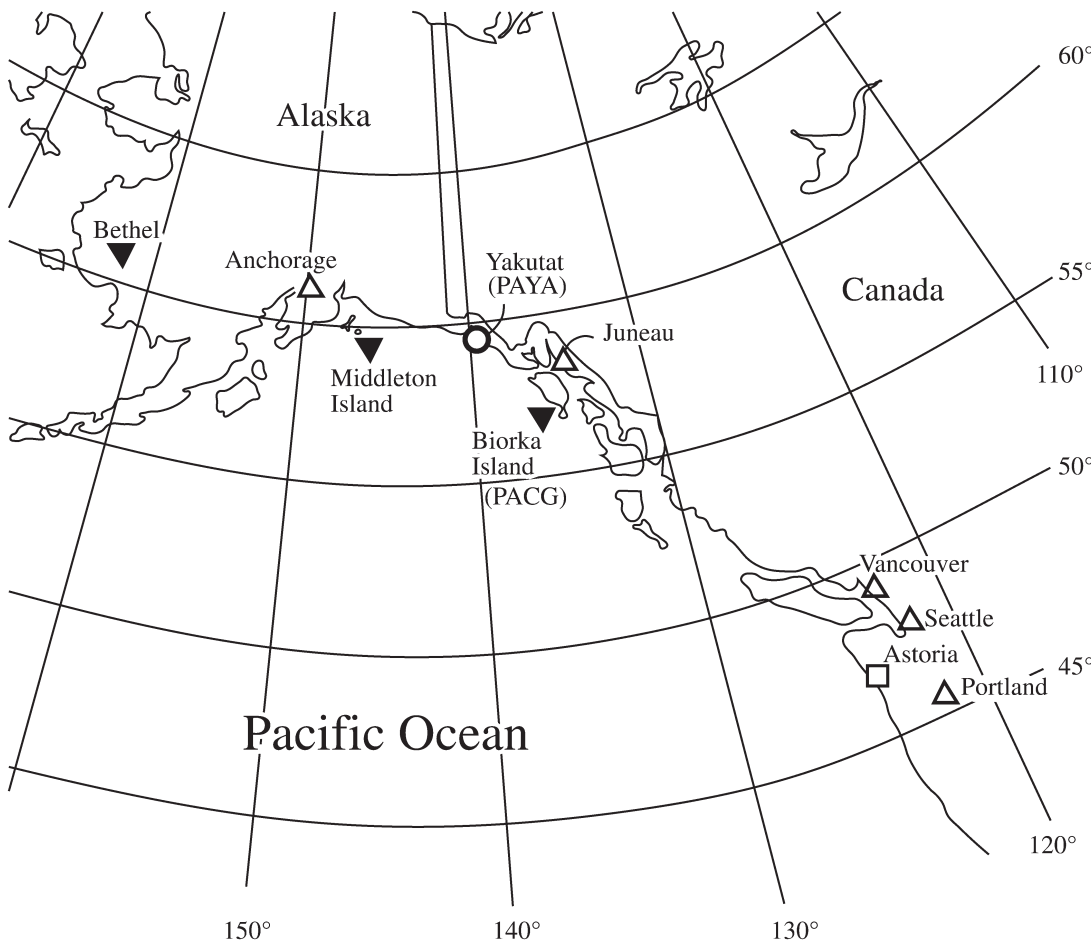 60°
Alaska
Bethel
Anchorage
Yakutat
(PAYA)
55°
Canada
Juneau
110°
Middleton
Island
Biorka
Island
(PACG)
50°
Vancouver
Seattle
Astoria
45°
Portland
Pacific Ocean
120°
150°
140°
130°